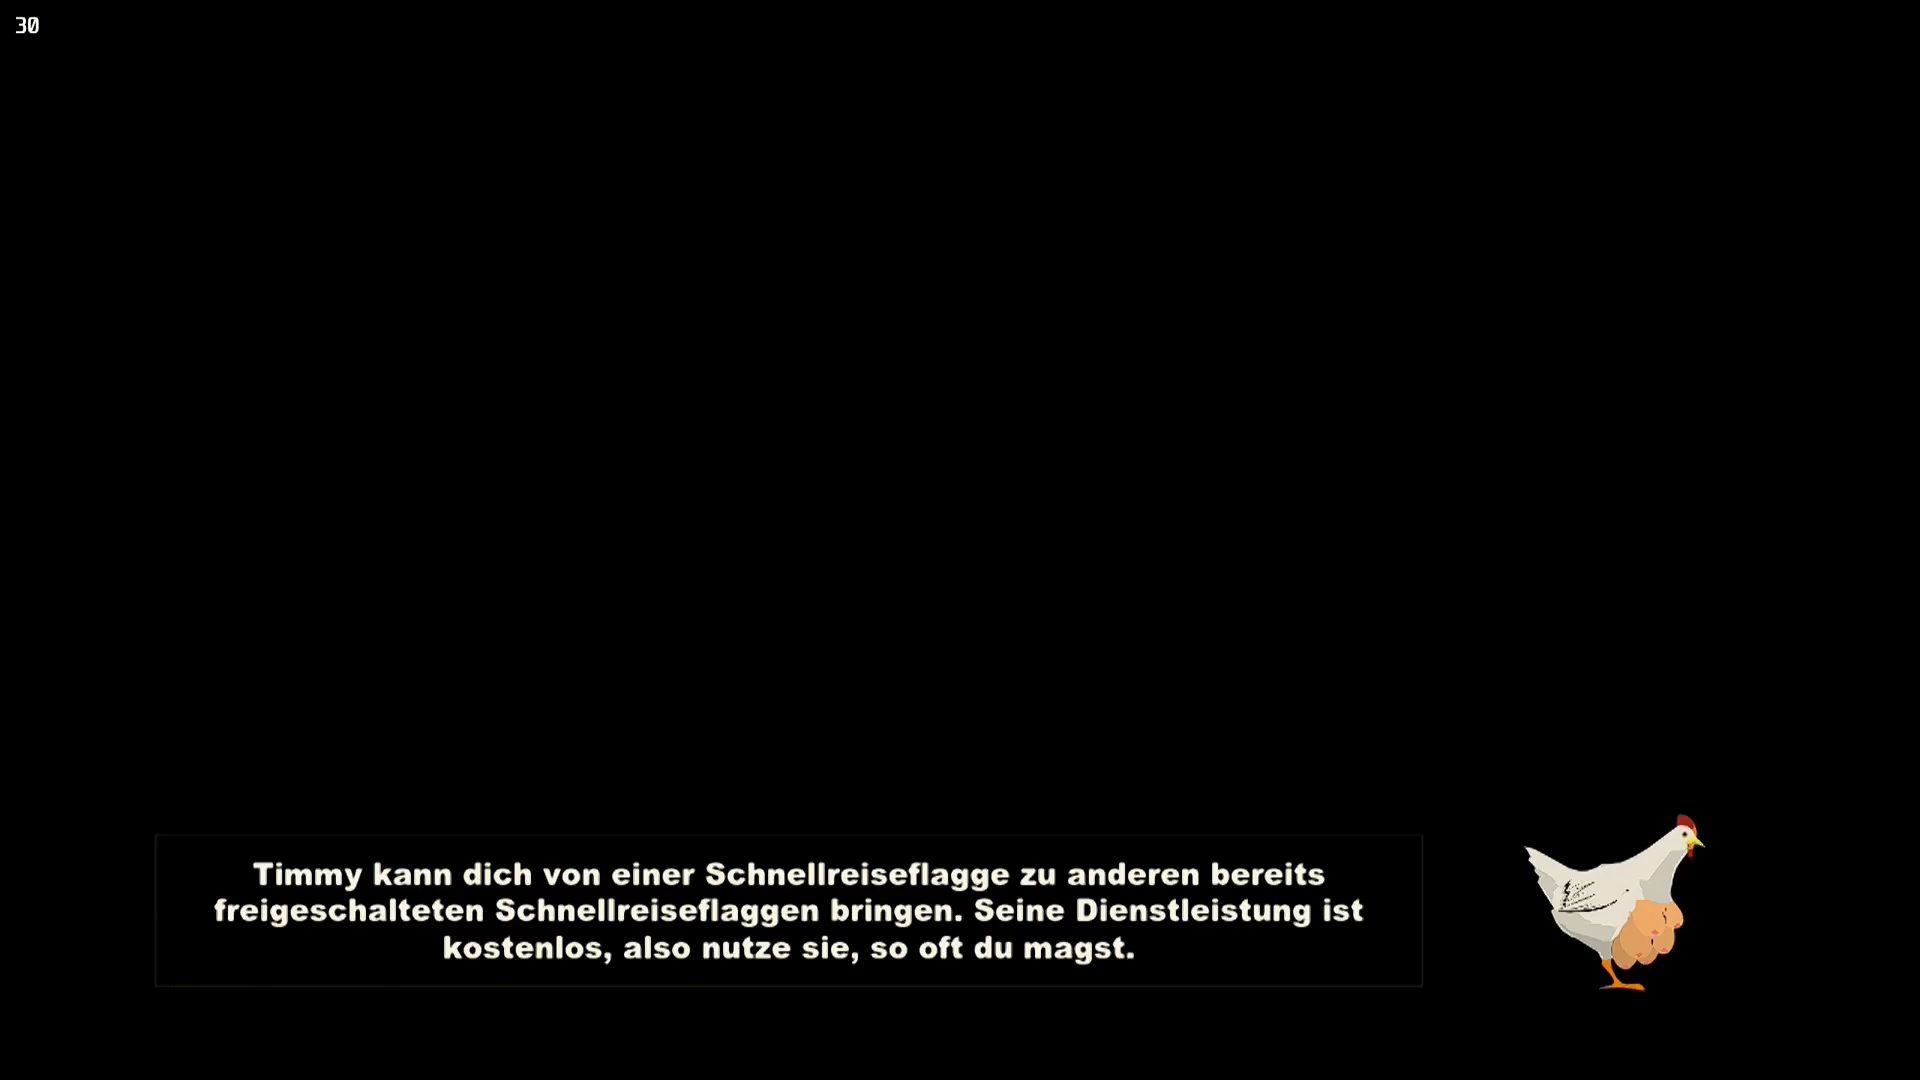 30
Timmy kann dich von einer Schnellreiseflagge zu anderen bereits
freigeschalteten Schnellreiseflaggen bringen. Seine Dienstleistung ist
kostenlos, also nutze sie, so oft du magst.